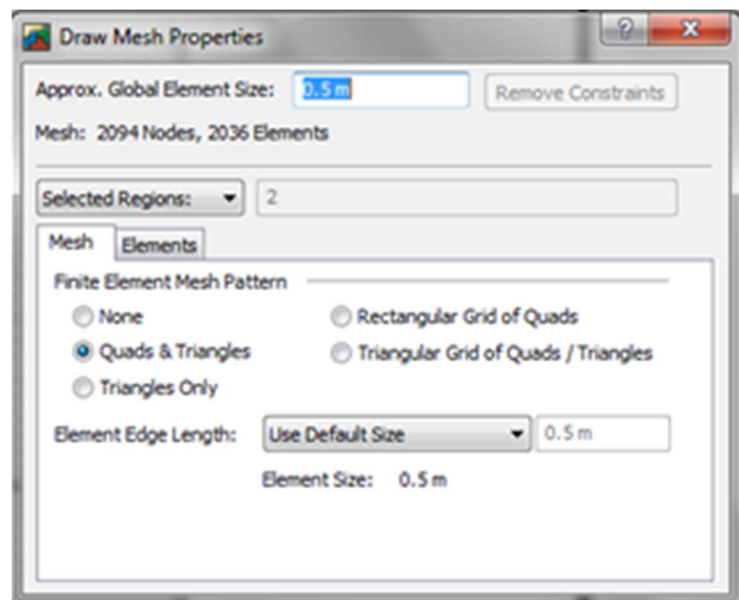 Draw Mesh Properties
Approx. Global Element Size: 0.5 m Remove Constraints
Mesh: 2094 Nodes, 2036 Elements
Selected Regions: 2
Mesh Elements
Finite Element Mesh Pattern
None Rectangular Grid of Quads
Quads & Triangles Triangular Grid of Quads / Triangles
Triangles Only
Element Edge Length: Use Default Size 0.5 m
Element Size: 0.5 m